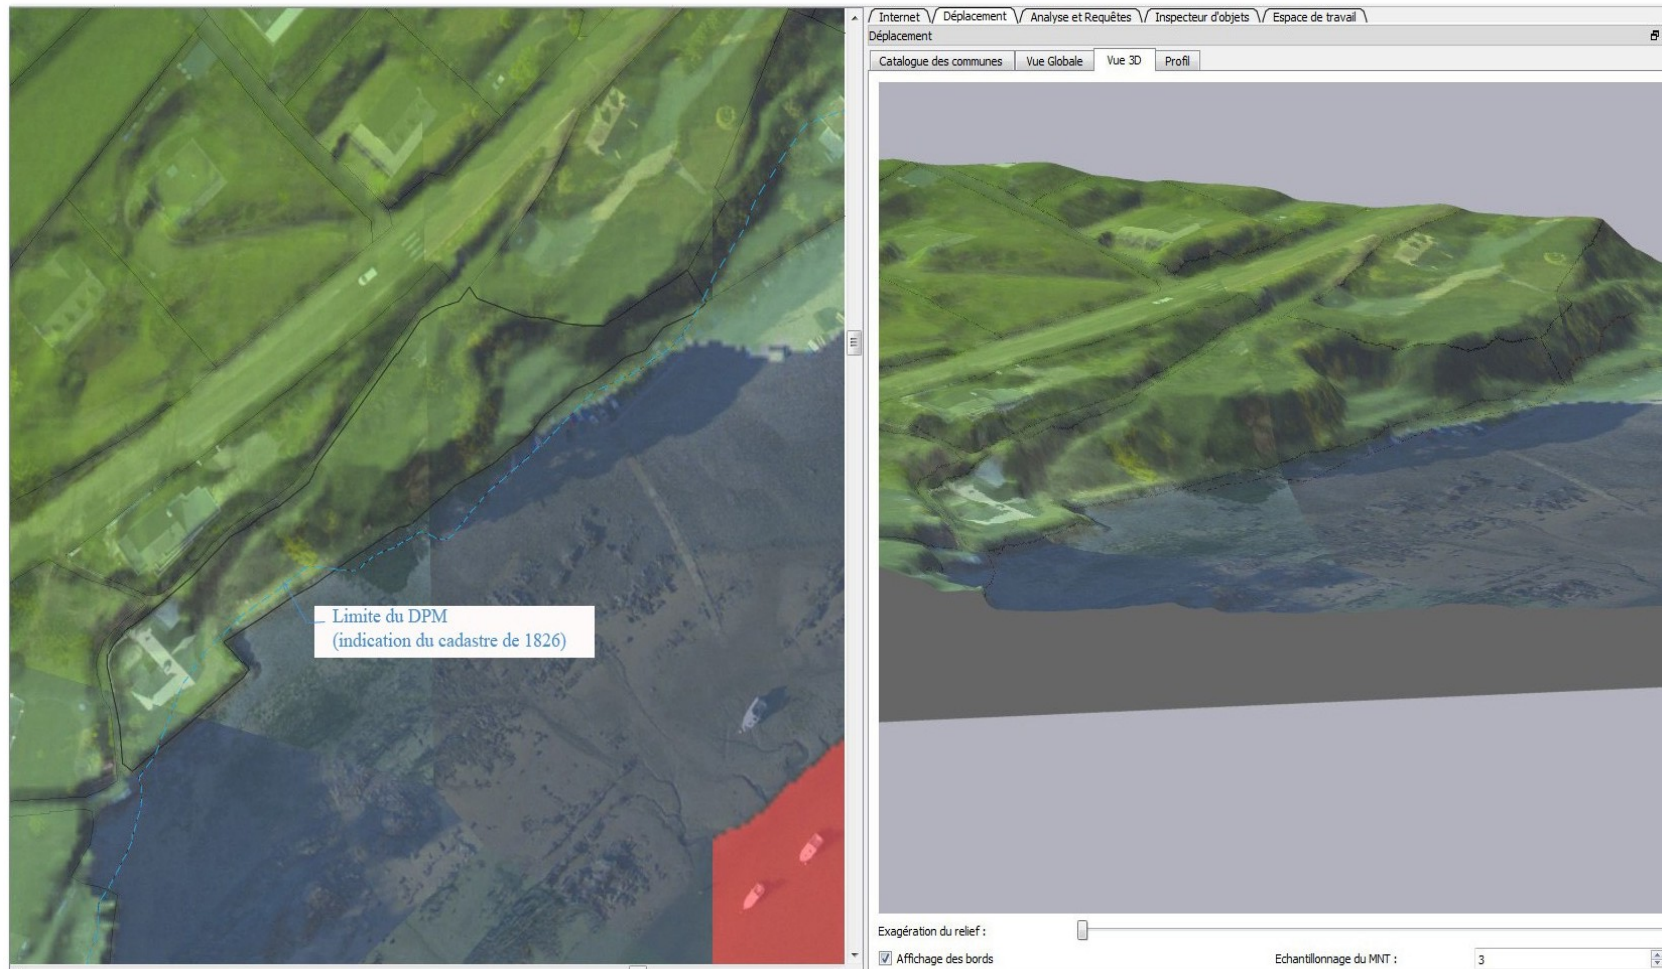 Internet
Déplacement
Analyse et Requêtes
Inspecteur d'objets
Espace de travail
Déplacement
Catalogue des communes
Vue Globale
Vue 3D
Profil
Limite du DPM
(indication du cadastre de 1826)
Exagération du relief :
Affichage des bords
Echantillonnage du MNT :
3